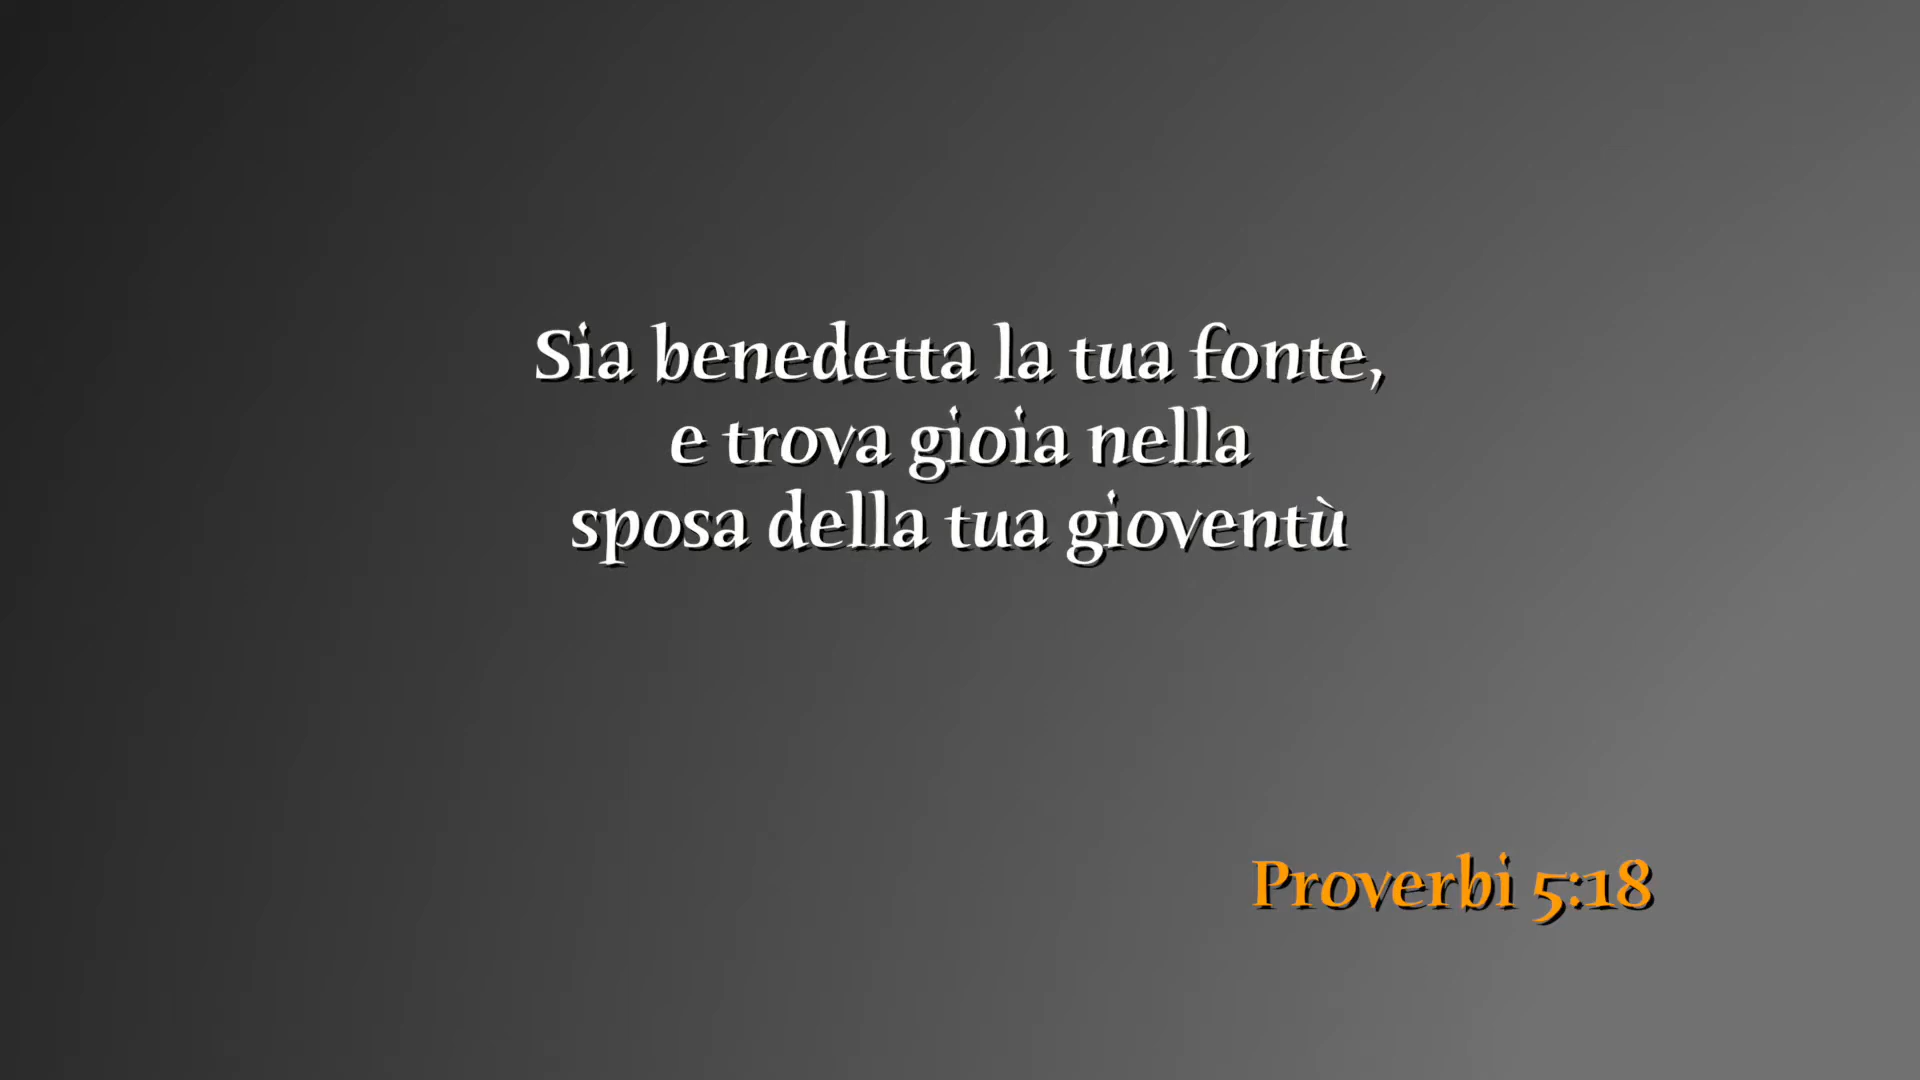 Sia benedetta la tua fonte,
e trova gioia nella
sposa della tua gioventù
Proverbi 5:18